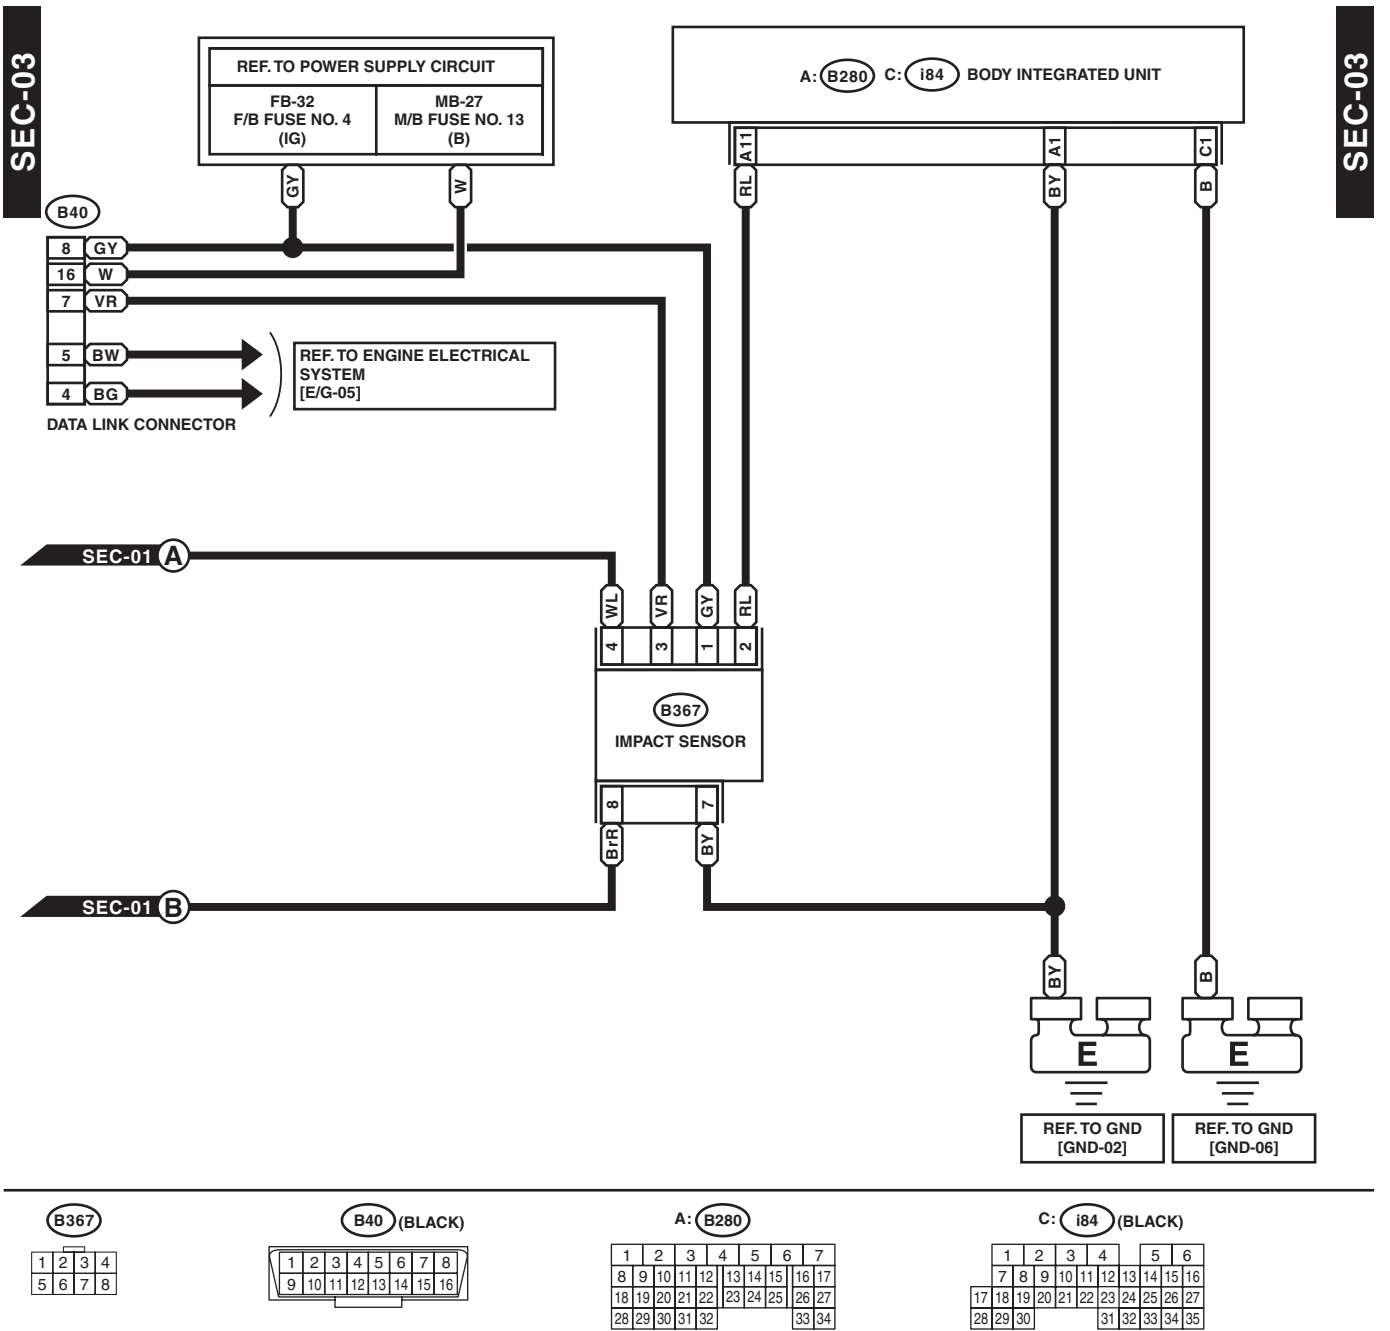 SEC-03
SEC-03
REF. TO POWER SUPPLY CIRCUIT
FB-32
F/B FUSE NO. 4
(IG)
MB-27
M/B FUSE NO. 13
(B)
A: B280 C: i84 BODY INTEGRATED UNIT
A11
A1
C1
GY
W
RL
BY
B
B40
8 GY
16 W
7 VR
5 BW
4 BG
REF. TO ENGINE ELECTRICAL
SYSTEM
[E/G-05]
DATA LINK CONNECTOR
SEC-01 A
WL
VR
GY
RL
4
3
1
2
B367
IMPACT SENSOR
8
7
BrR
BY
SEC-01 B
BY
B
E
E
REF. TO GND
[GND-02]
REF. TO GND
[GND-06]
B367
1 2 3 4
5 6 7 8
B40 (BLACK)
1 2 3 4 5 6 7 8
9 10 11 12 13 14 15 16
A: B280
1 2 3 4 5 6 7
8 9 10 11 12 13 14 15 16 17
18 19 20 21 22 23 24 25 26 27
28 29 30 31 32 33 34
C: i84 (BLACK)
1 2 3 4 5 6
7 8 9 10 11 12 13 14 15 16
17 18 19 20 21 22 23 24 25 26 27
28 29 30 31 32 33 34 35